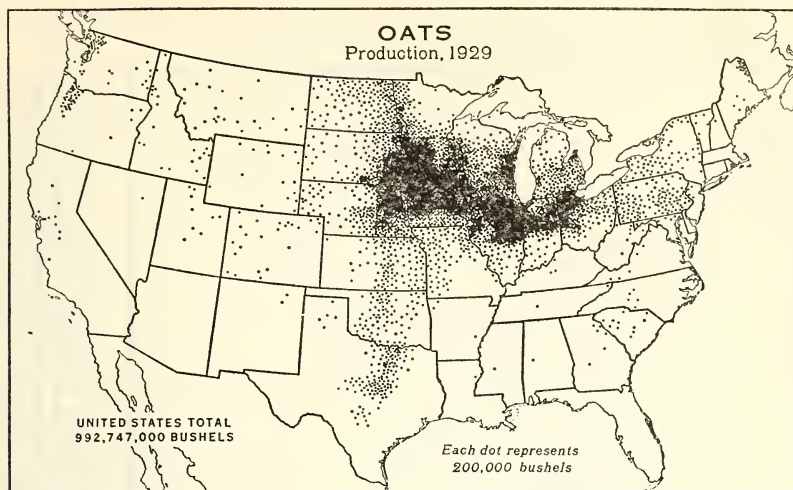 OATS
Production, 1929
UNITED STATES TOTAL
992,747,000 BUSHELS
Each dot represents
200,000 bushels